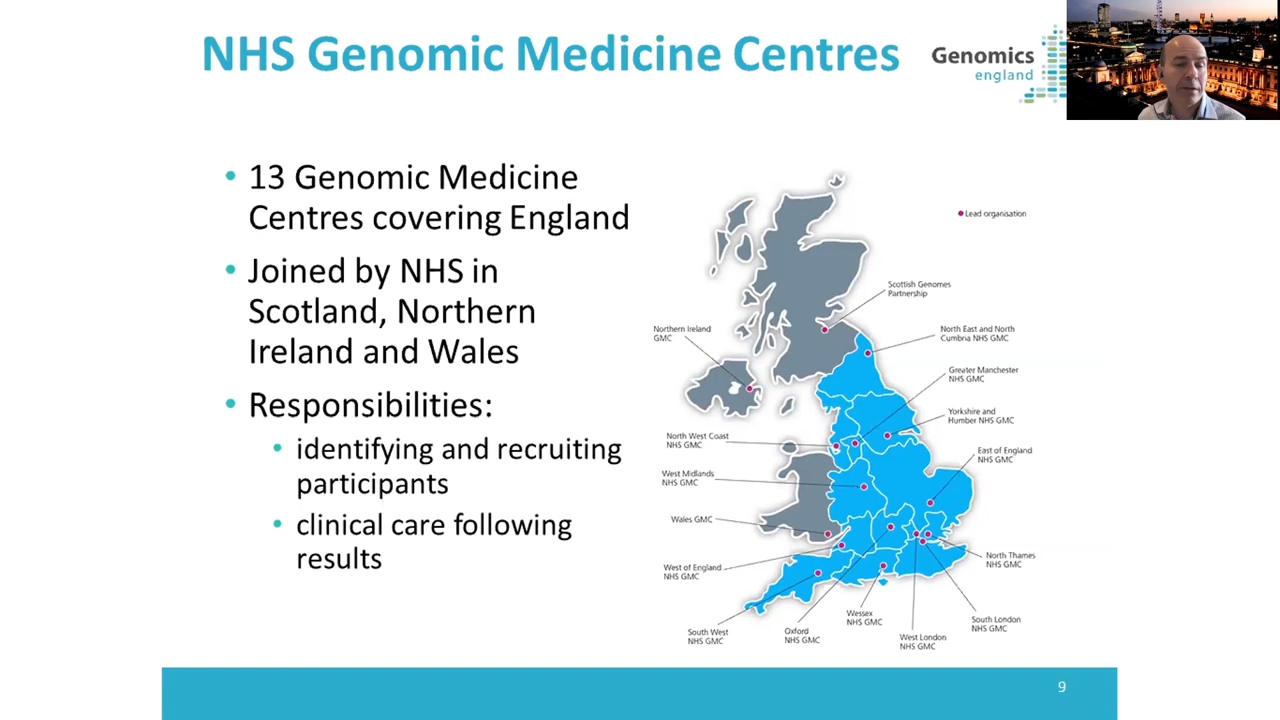 NHS Genomic Medicine Centres
Genomics
england
• 13 Genomic Medicine
Centres covering England
• Joined by NHS in
Scotland, Northern
Ireland and Wales
• Responsibilities:
• identifying and recruiting
participants
• clinical care following
results
Lead organisation
Scottish Genomes
Partnership
Northern Ireland
GMC
North East and North
Cumbria NHS GMC
Greater Manchester
NHS GMC
Yorkshire and
Humber NHS GMC
North West Coast
NHS GMC
East of England
NHS GMC
West Midlands
NHS GMC
Wales GMC
North Thames
NHS GMC
West of England
NHS GMC
Wessex
NHS GMC
South London
NHS GMC
South West
NHS GMC
Oxford
NHS GMC
West London
NHS GMC
9